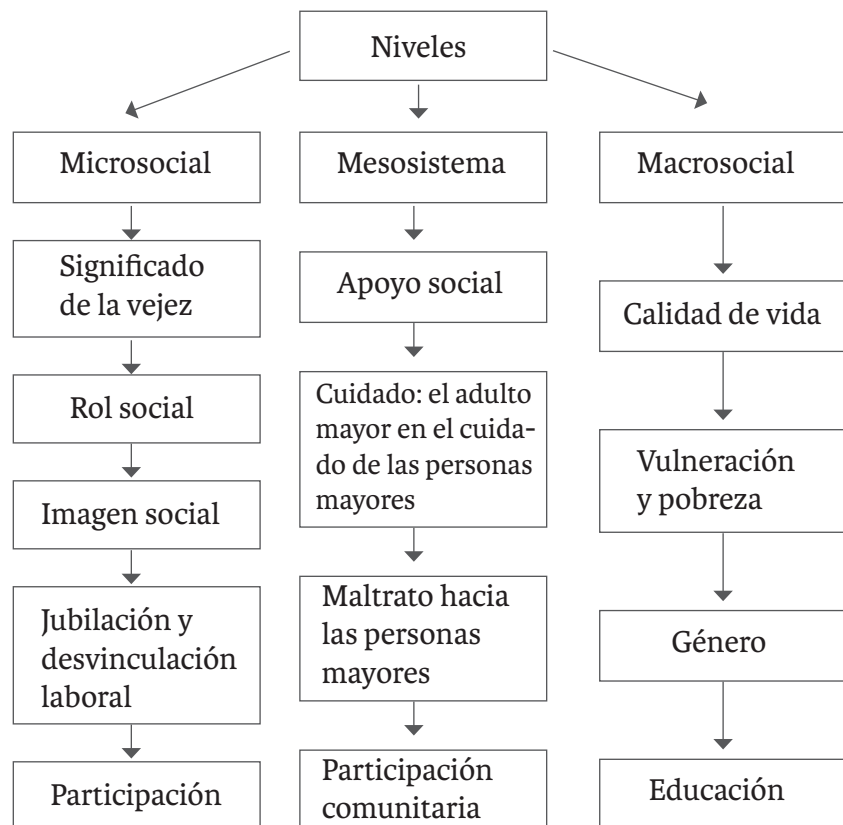 Niveles
Microsocial
Significado
de la vejez
Rol social
Imagen social
Jubilación y
desvinculación
laboral
Participación
Mesosistema
Apoyo social
Cuidado: el adulto
mayor en el cuida-
do de las personas
mayores
Maltrato hacia
las personas
mayores
Participación
comunitaria
Macrosocial
Calidad de vida
Vulneración
y pobreza
Género
Educación